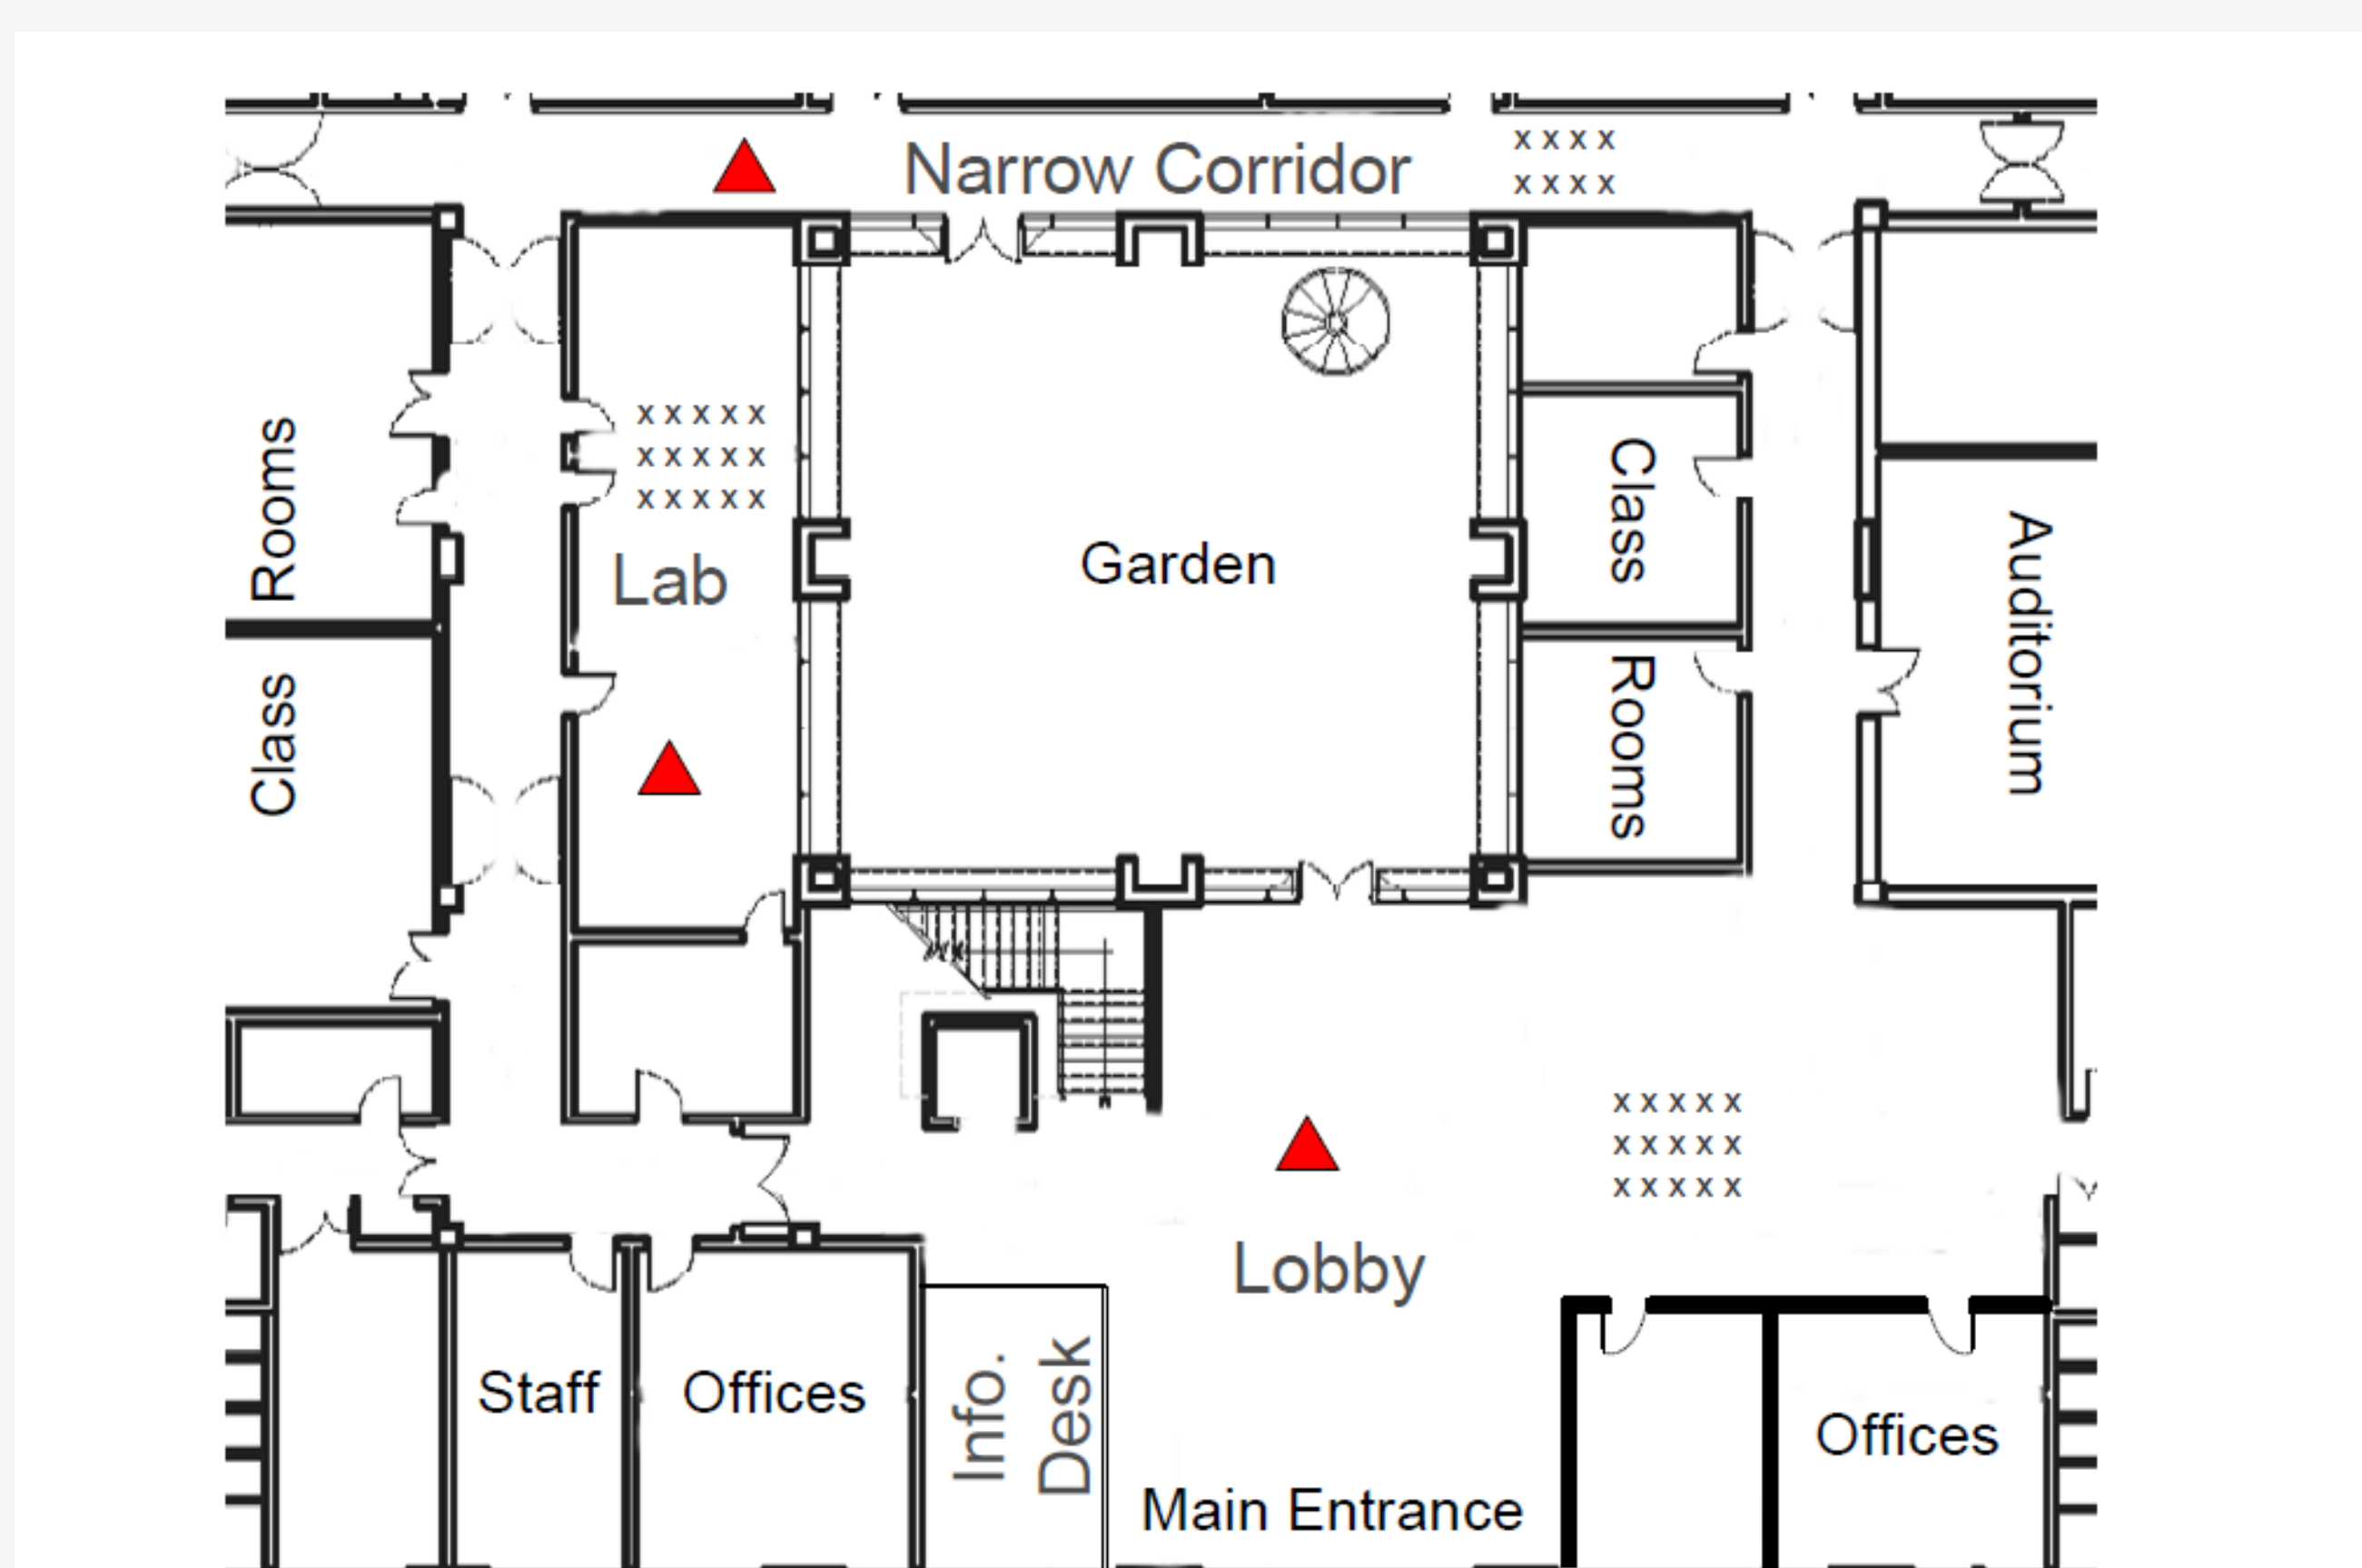 Narrow Corridor
x x x x
x x x x
Rooms
x x x x x
x x x x x
x x x x x
Lab
Garden
Class
Auditorium
Class
Rooms
x x x x x
x x x x x
x x x x x
Lobby
Staff
Offices
Info.
Desk
Offices
Main Entrance